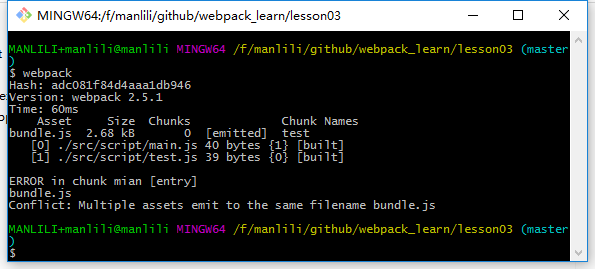 MINGW64:/f/manlili/github/webpack_learn/lesson03
MANLILI+manlili@manlili MINGW64 /f/manlili/github/webpack_learn/lesson03 (master
)
$ webpack
Hash: adc081f84d4aaa1db946
Version: webpack 2.5.1
Time: 60ms
    Asset     Size  Chunks             Chunk Names
bundle.js  2.68 kB       0  [emitted]  test
   [0] ./src/script/main.js 40 bytes {1} [built]
   [1] ./src/script/test.js 39 bytes {0} [built]

ERROR in chunk mian [entry]
bundle.js
Conflict: Multiple assets emit to the same filename bundle.js

MANLILI+manlili@manlili MINGW64 /f/manlili/github/webpack_learn/lesson03 (master
)
$